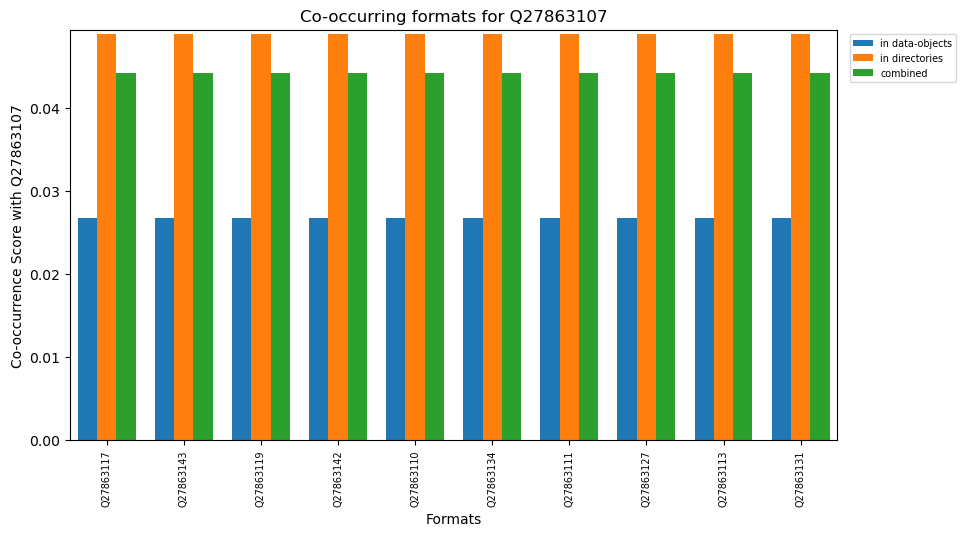 Co-occurring formats for Q27863107
in data-objects
in directories
combined
Co-occurrence Score with Q27863107
0.04
0.03
0.02
0.01
0.00
Q27863117
Q27863143
Q27863119
Q27863142
Q27863110
Q27863134
Q27863111
Q27863127
Q27863113
Q27863131
Formats